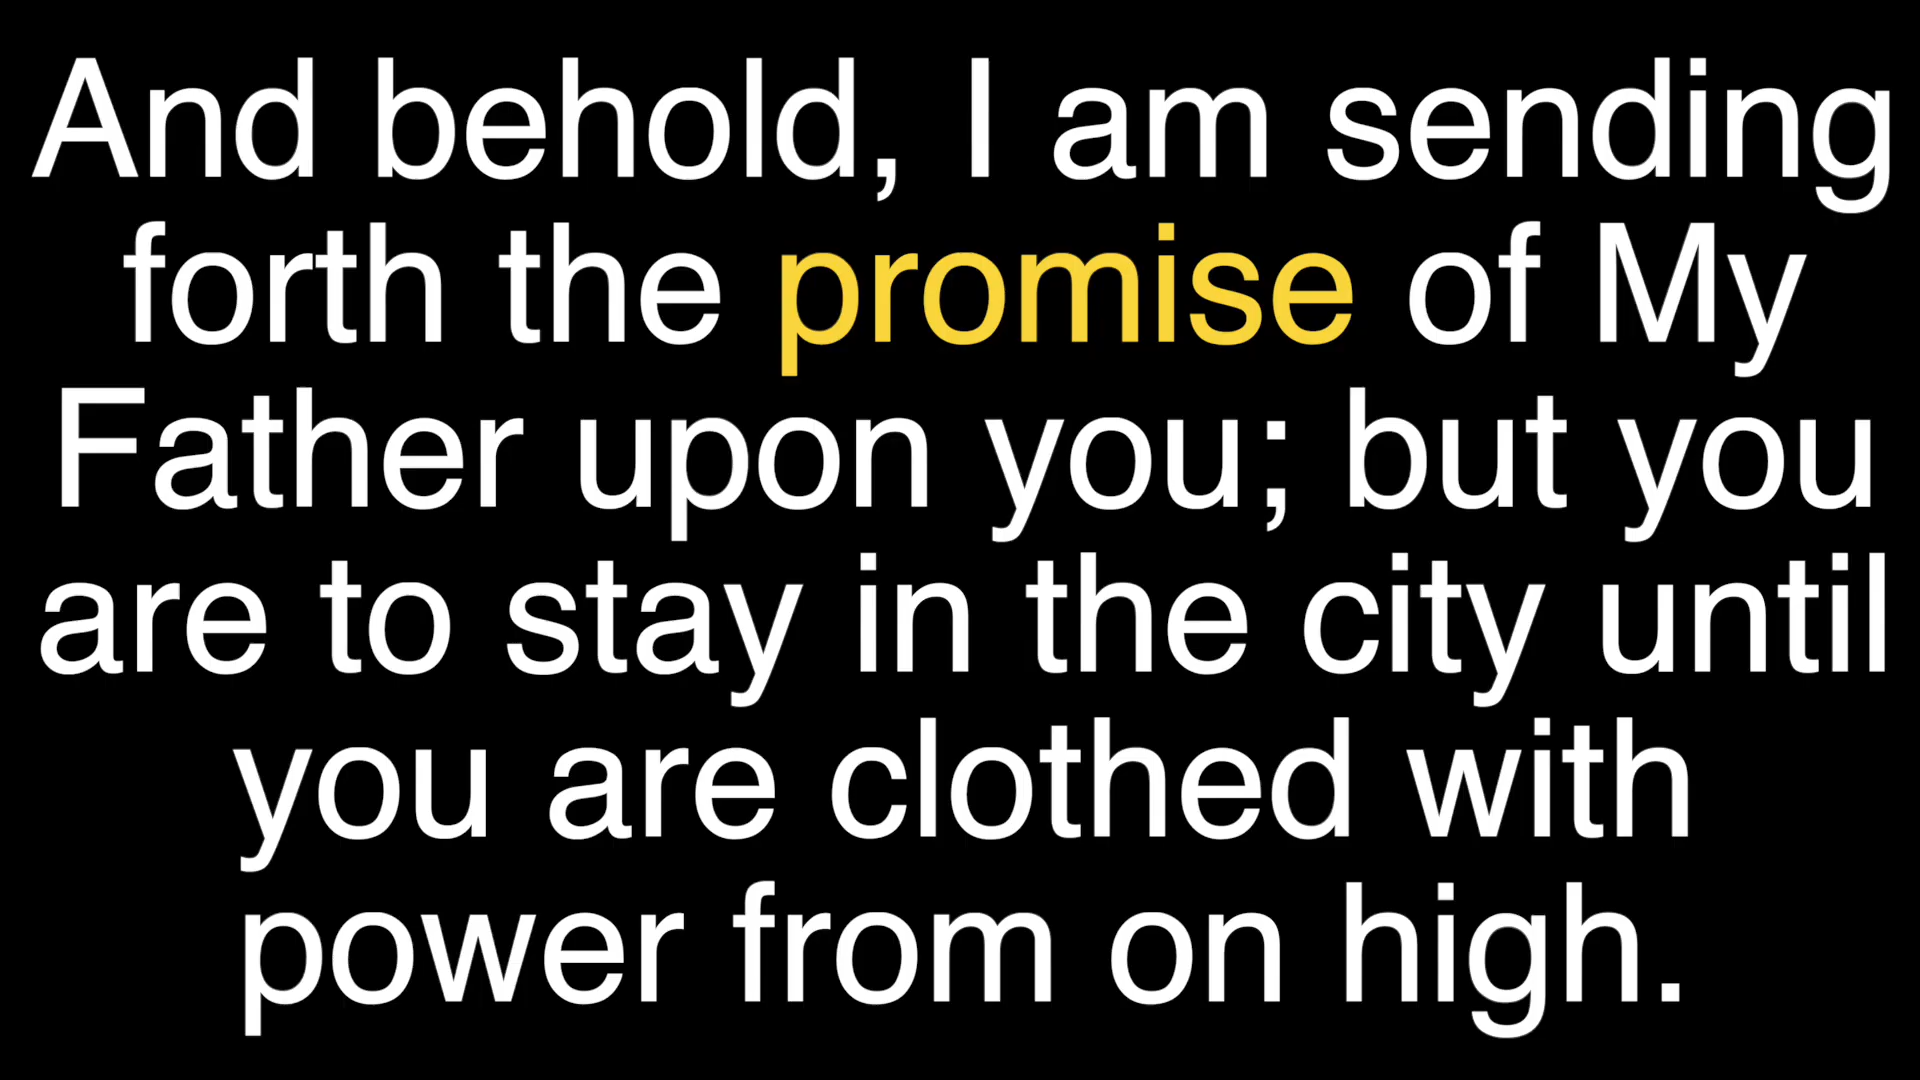 And behold, I am sending
forth the promise of My
Father upon you; but you
are to stay in the city until
you are clothed with
power from on high.